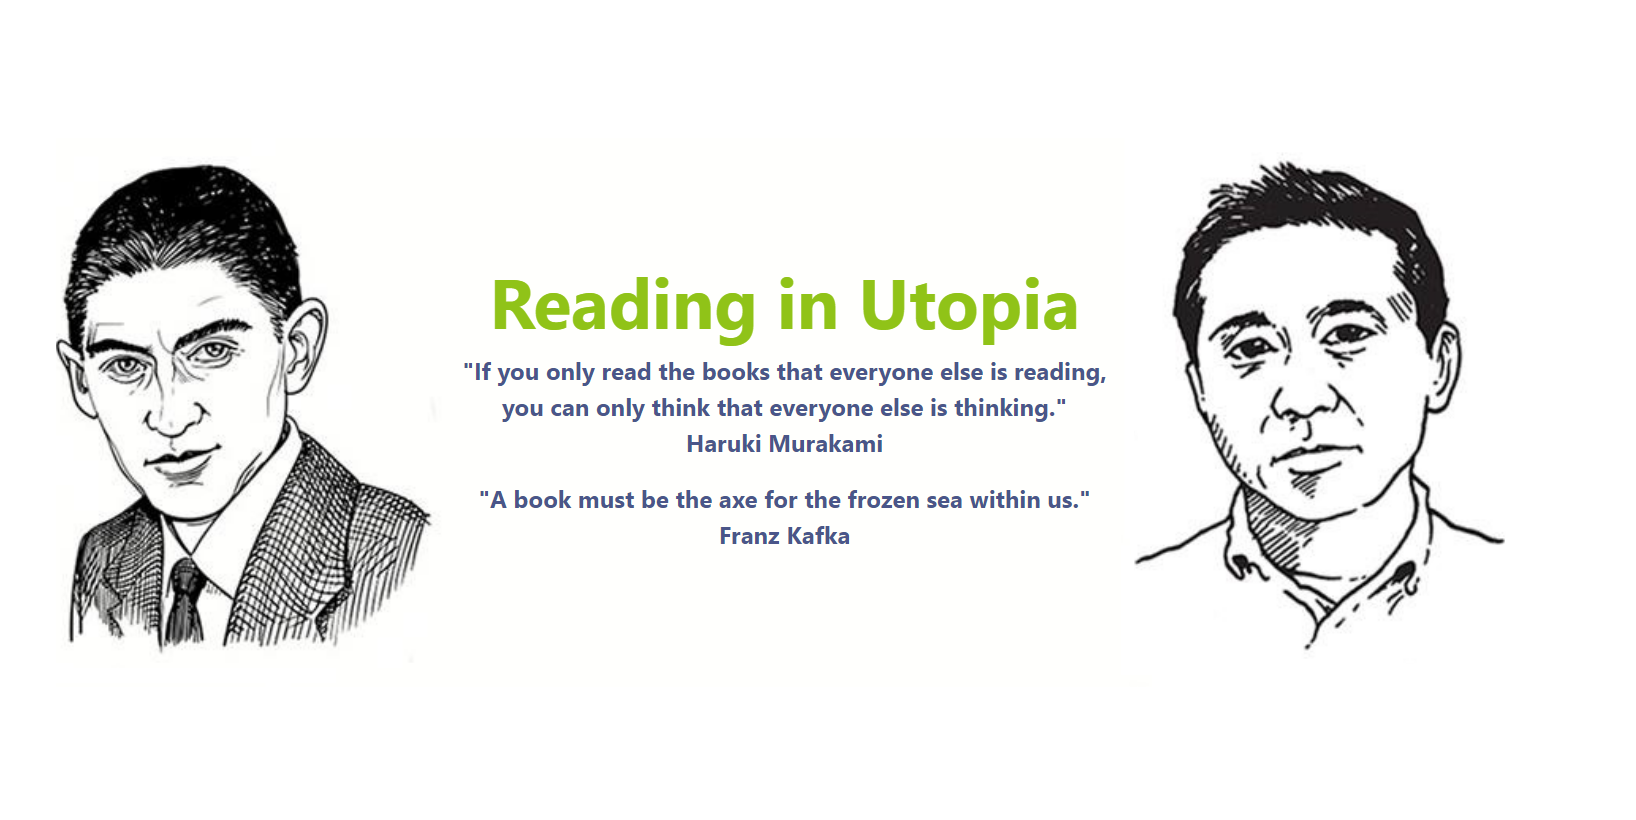 Reading in Utopia
"If you only read the books that everyone else is reading,
you can only think that everyone else is thinking."
Haruki Murakami
"A book must be the axe for the frozen sea within us."
Franz Kafka